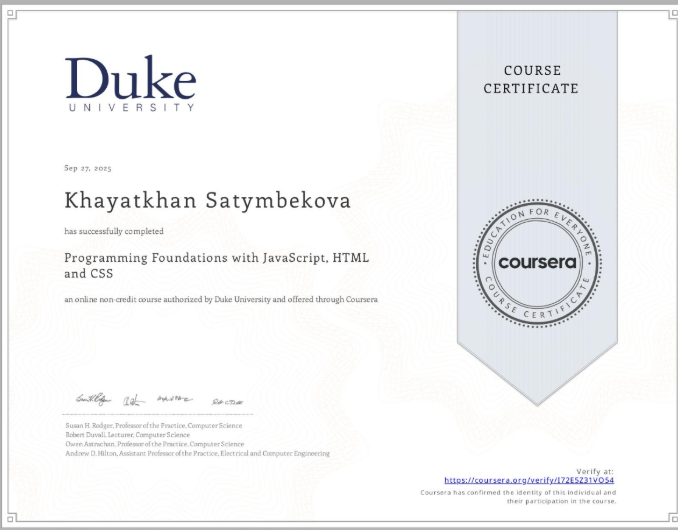 Duke
UNIVERSITY
COURSE
CERTIFICATE
Sep 27, 2025
Khayatkhan Satymbekova
has successfully completed
Programming Foundations with JavaScript, HTML
and CSS
an online non-credit course authorized by Duke University and offered through Coursera
EDUCATION FOR EVERYONE
coursera
COURSE CERTIFICATE
Susan H. Rodger, Professor of the Practice, Computer Science
Robert Duvall, Lecturer, Computer Science
Owen Astrachan, Professor of the Practice, Computer Science
Andrew D. Hilton, Assistant Professor of the Practice, Electrical and Computer Engineering
Verify at:
https://coursera.org/verify/I72E5Z31VO54
Coursera has confirmed the identity of this individual and
their participation in the course.